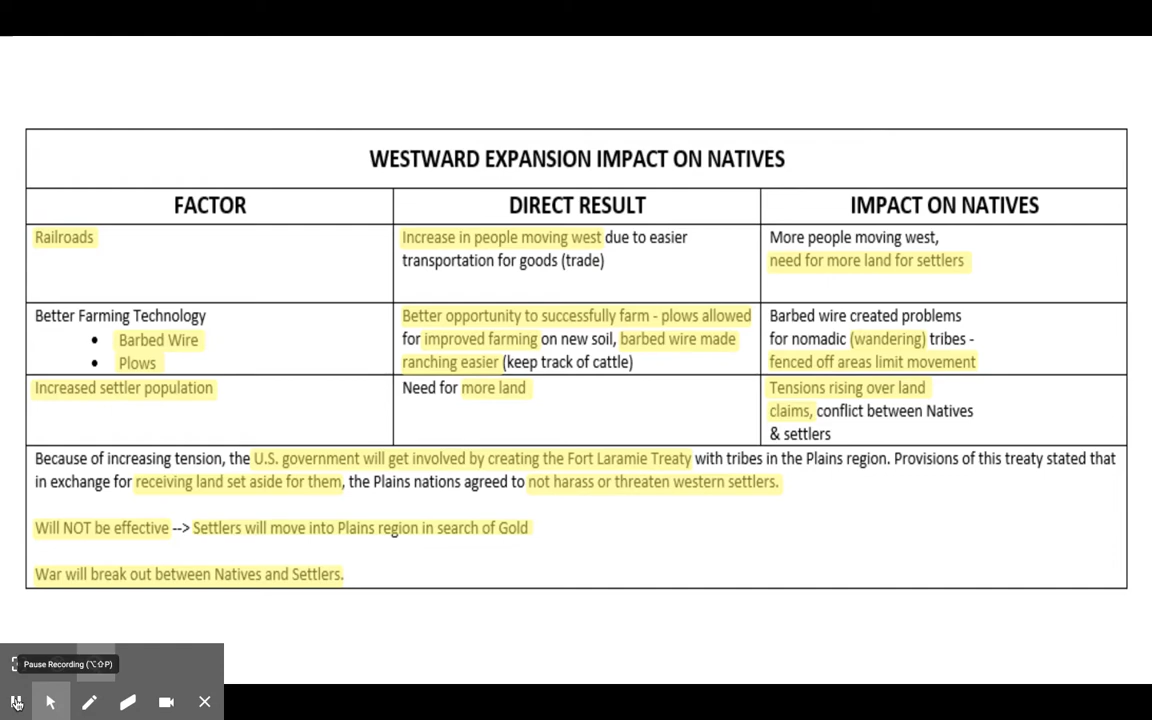 WESTWARD EXPANSION IMPACT ON NATIVES
FACTOR
DIRECT RESULT
IMPACT ON NATIVES
Railroads
Increase in people moving west due to easier
transportation for goods (trade)
More people moving west,
need for more land for settlers
Better Farming Technology
• Barbed Wire
• Plows
Better opportunity to successfully farm - plows allowed
for improved farming on new soil, barbed wire made
ranching easier (keep track of cattle)
Barbed wire created problems
for nomadic (wandering) tribes -
fenced off areas limit movement
Increased settler population
Need for more land
Tensions rising over land
claims, conflict between Natives
& settlers
Because of increasing tension, the U.S. government will get involved by creating the Fort Laramie Treaty with tribes in the Plains region. Provisions of this treaty stated that
in exchange for receiving land set aside for them, the Plains nations agreed to not harass or threaten western settlers.
Will NOT be effective --> Settlers will move into Plains region in search of Gold
War will break out between Natives and Settlers.
Pause Recording (⌥⇧P)